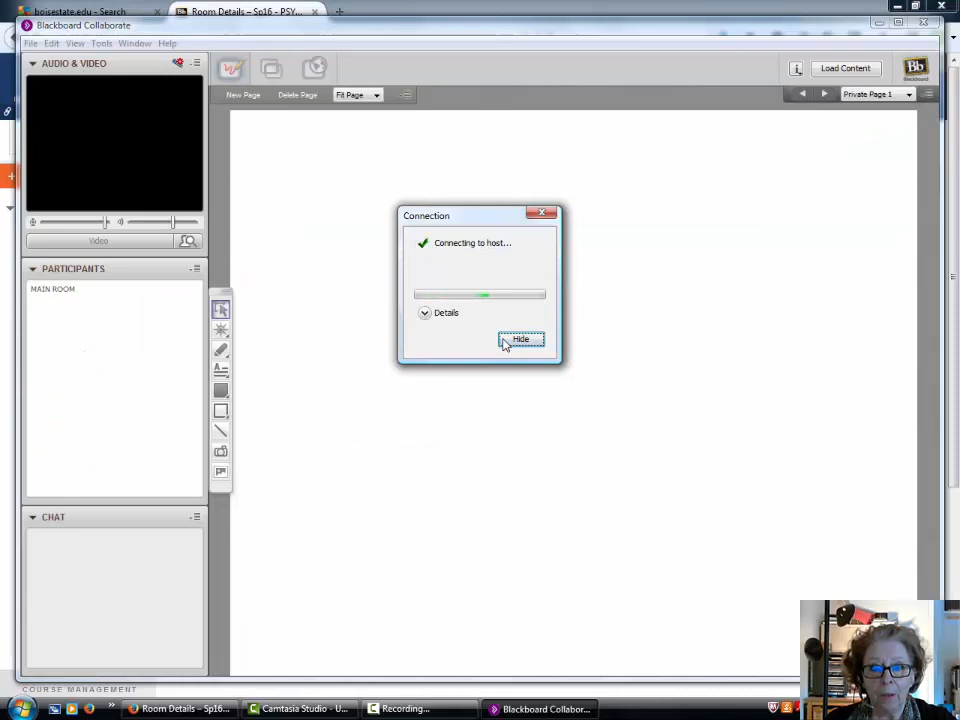 boisestate.edu - Search
Room Details – Sp16 - PSY...
Blackboard Collaborate
File Edit View Tools Window Help
AUDIO & VIDEO
Load Content
Bb
Blackboard
New Page Delete Page Fit Page
Private Page 1
Video
PARTICIPANTS
MAIN ROOM
Connection
Connecting to host...
Details
Hide
CHAT
COURSE MANAGEMENT
Room Details – Sp16...
Camtasia Studio - U...
Recording...
Blackboard Collabor...